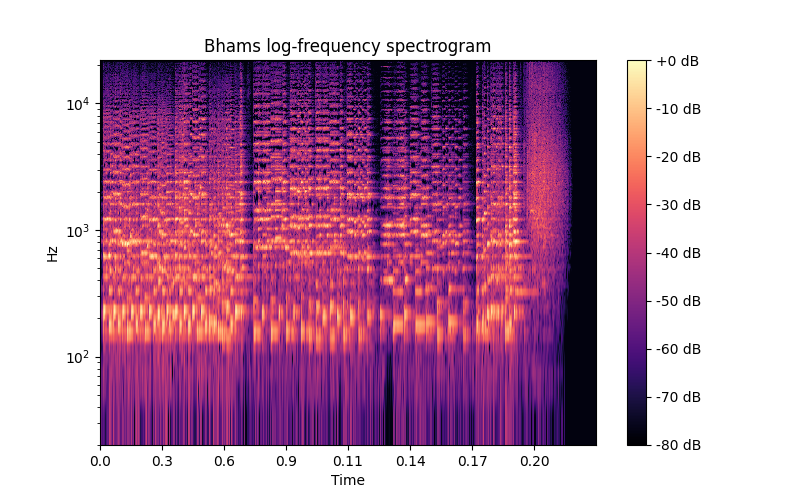 Bhams log-frequency spectrogram
Hz
10⁴
10³
10²
0.0 0.3 0.6 0.9 0.11 0.14 0.17 0.20
Time
+0 dB
-10 dB
-20 dB
-30 dB
-40 dB
-50 dB
-60 dB
-70 dB
-80 dB